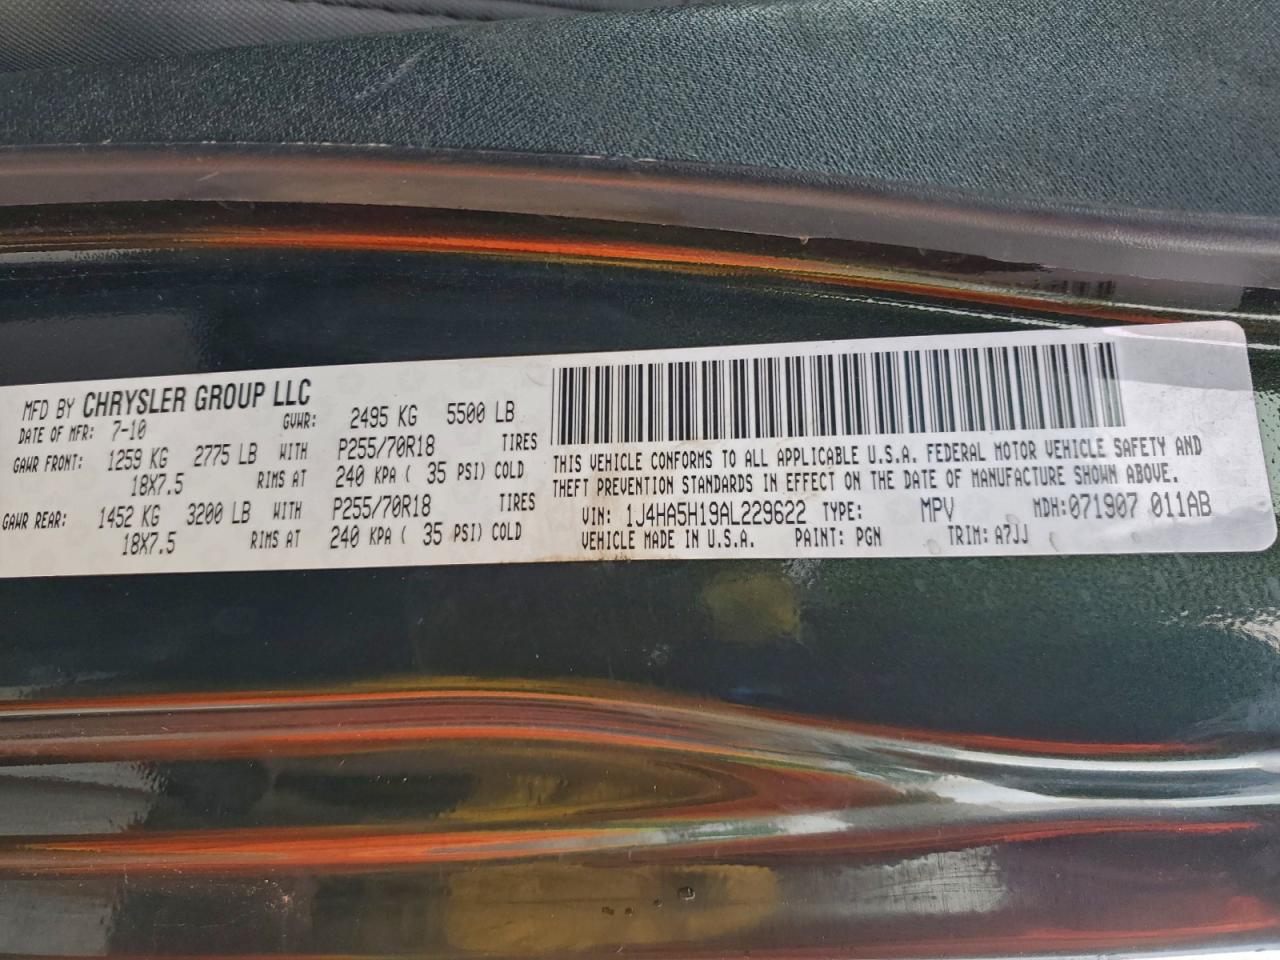 MFD BY CHRYSLER GROUP LLC
DATE OF MFR: 7-10 GVWR: 2495 KG 5500 LB
GAWR FRONT: 1259 KG 2775 LB WITH P255/70R18 TIRES
18X7.5 RIMS AT 240 KPA ( 35 PSI) COLD
GAWR REAR: 1452 KG 3200 LB WITH P255/70R18 TIRES
18X7.5 RIMS AT 240 KPA ( 35 PSI) COLD
THIS VEHICLE CONFORMS TO ALL APPLICABLE U.S.A. FEDERAL MOTOR VEHICLE SAFETY AND
THEFT PREVENTION STANDARDS IN EFFECT ON THE DATE OF MANUFACTURE SHOWN ABOVE.
VIN: 1J4HA5H19AL229622 TYPE: MPV MDH:071907 011AB
VEHICLE MADE IN U.S.A. PAINT: PGN TRIM: A7JJ